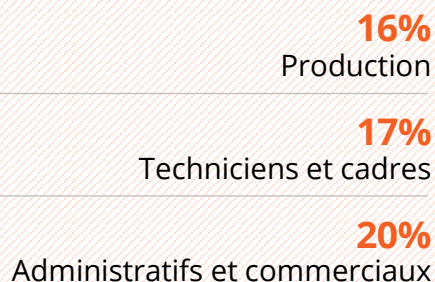 16%
Production
17%
Techniciens et cadres
20%
Administratifs et commerciaux